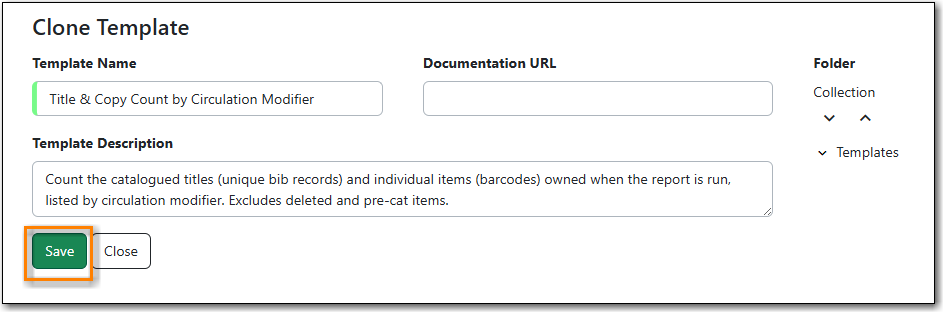 Clone Template
Template Name
Documentation URL
Folder
Title & Copy Count by Circulation Modifier
Collection
Templates
Template Description
Count the catalogued titles (unique bib records) and individual items (barcodes) owned when the report is run,
listed by circulation modifier. Excludes deleted and pre-cat items.
Save
Close